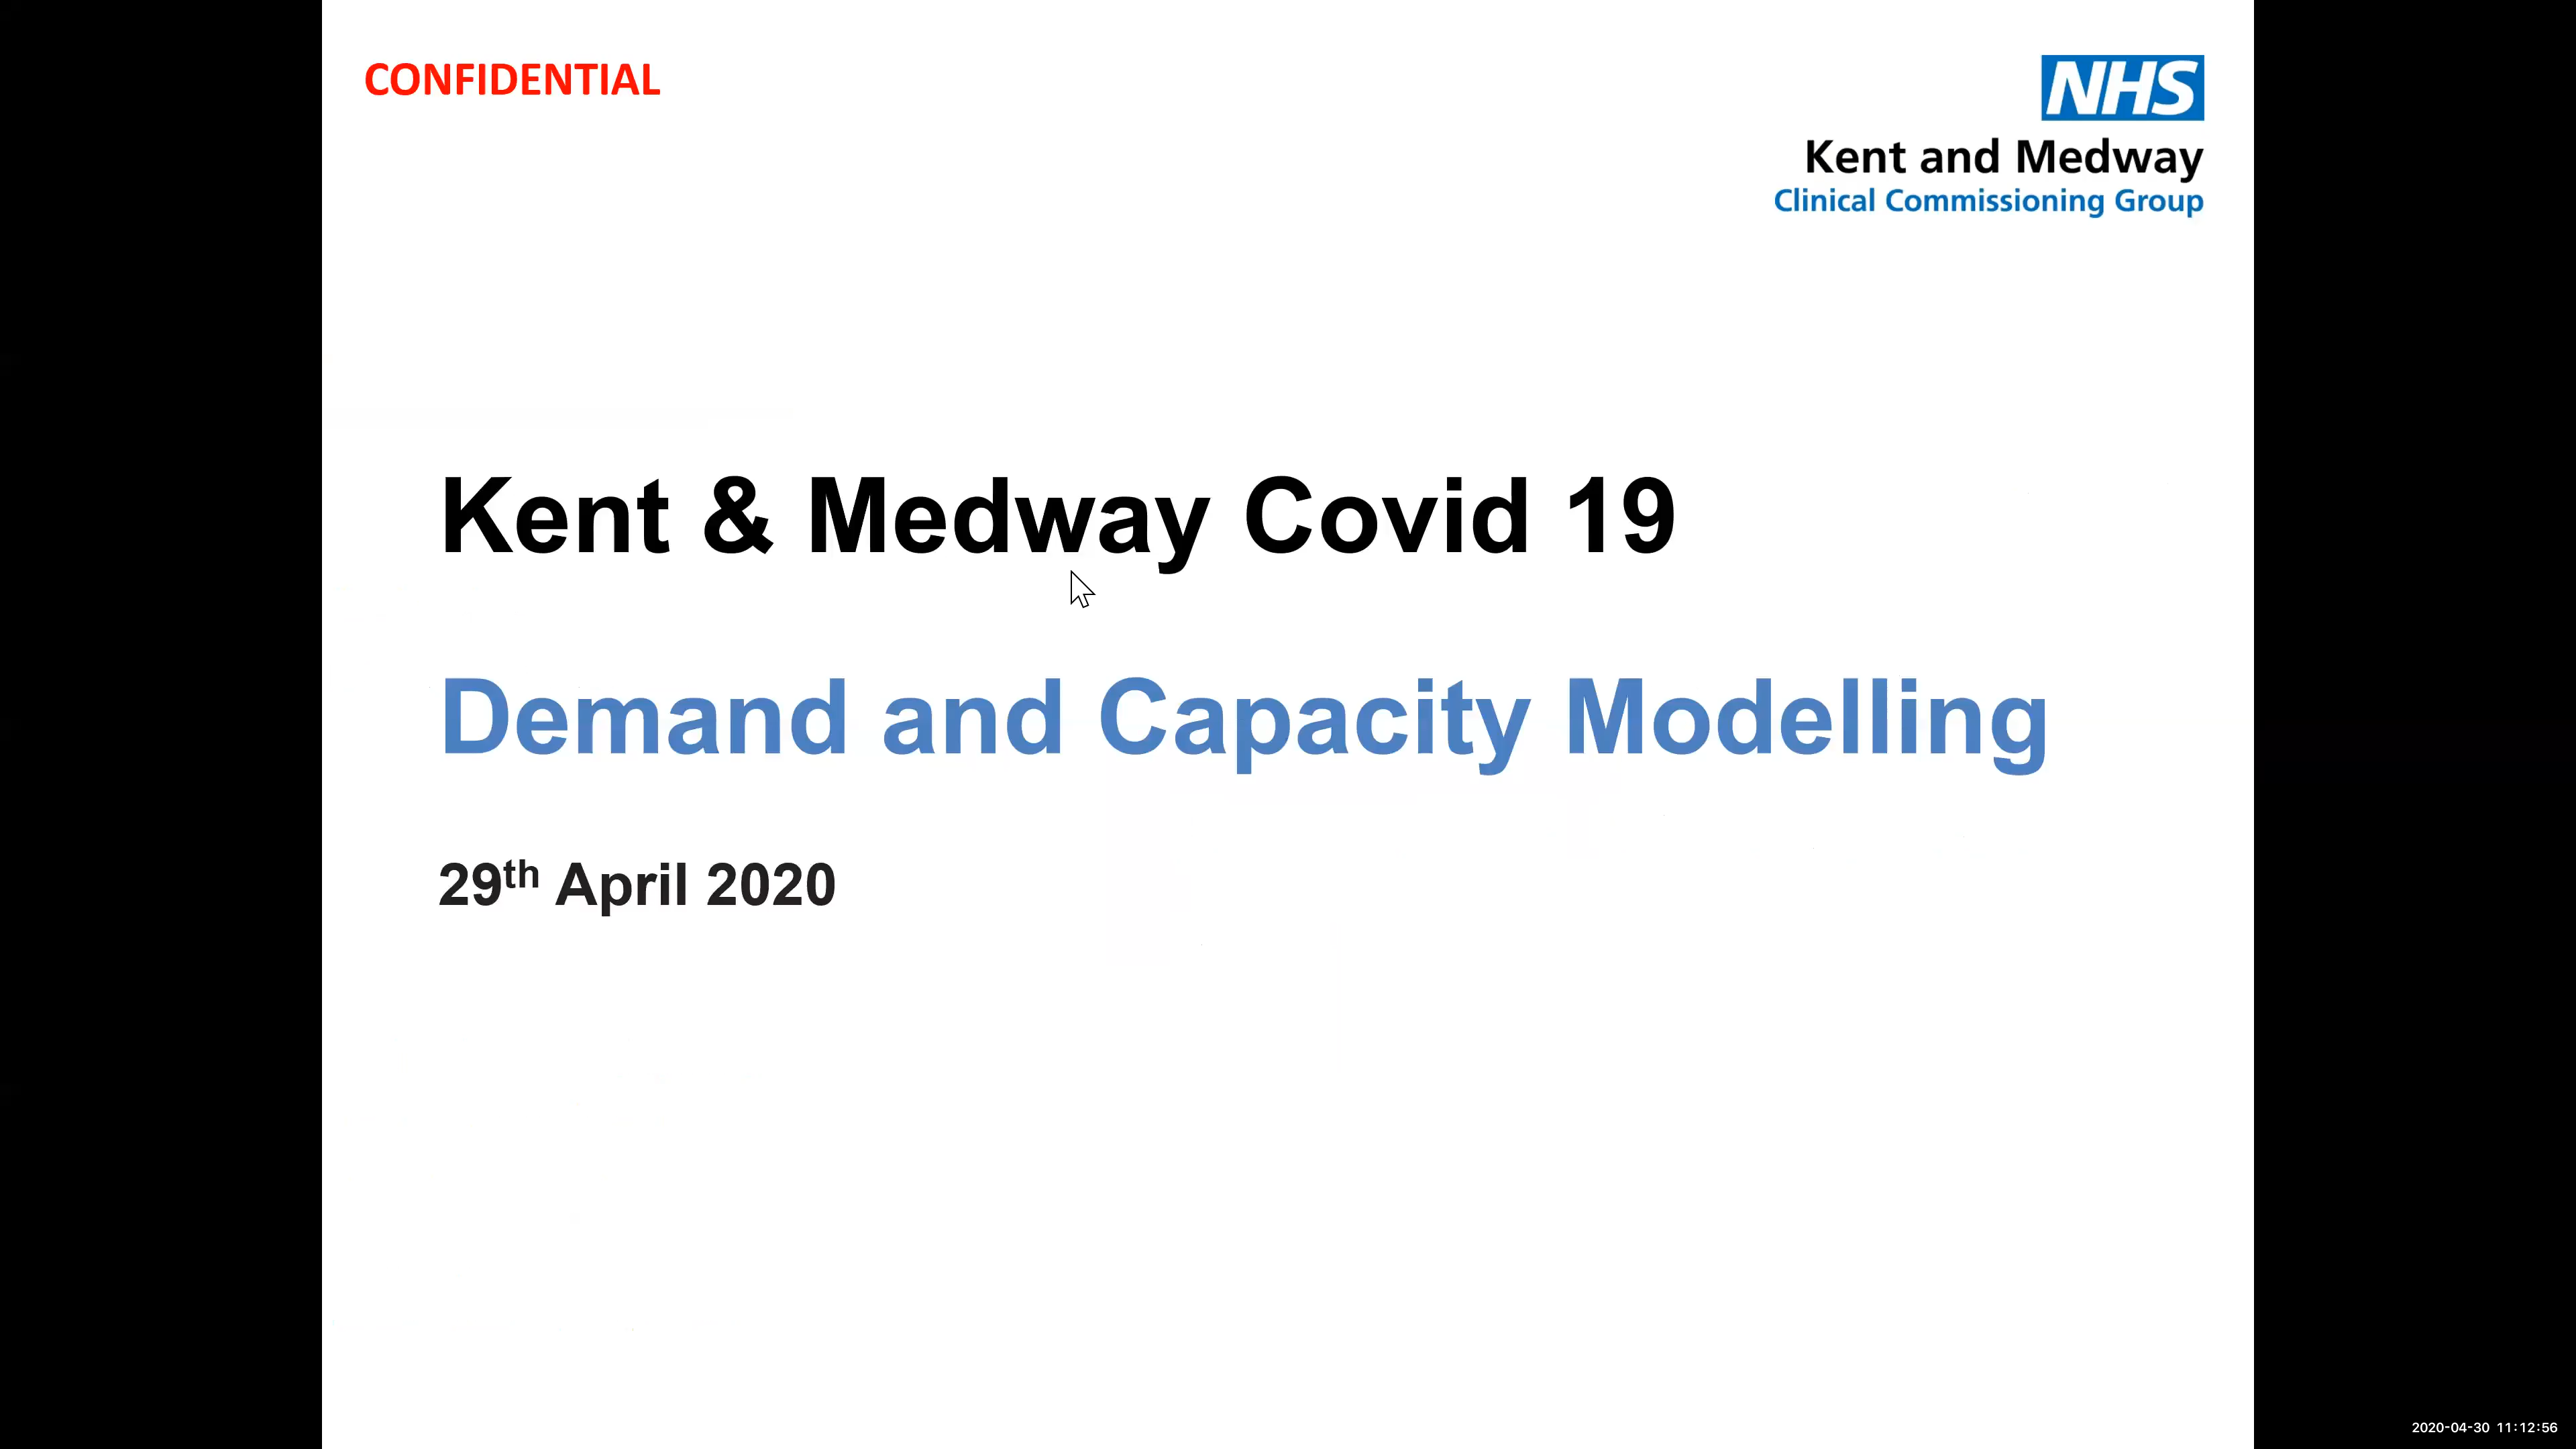 CONFIDENTIAL
NHS
Kent and Medway
Clinical Commissioning Group
Kent & Medway Covid 19
Demand and Capacity Modelling
29th April 2020
2020-04-30 11:12:56